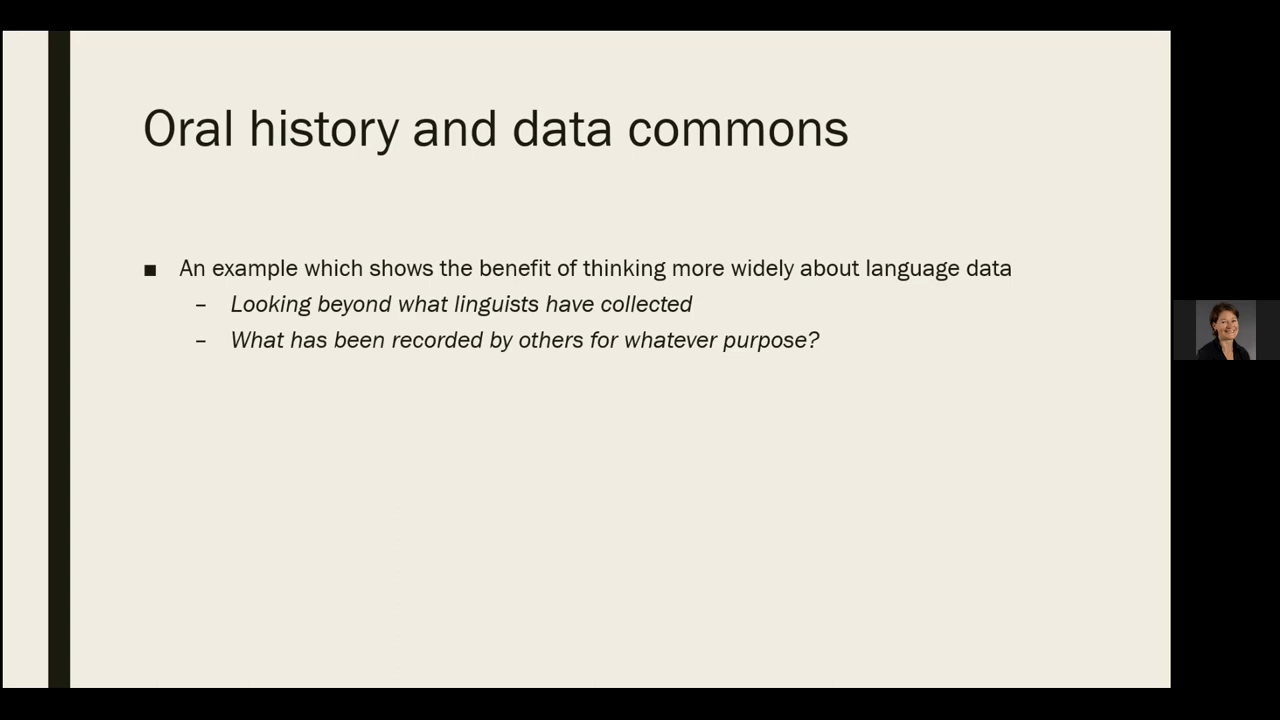 Oral history and data commons
■ An example which shows the benefit of thinking more widely about language data
– Looking beyond what linguists have collected
– What has been recorded by others for whatever purpose?